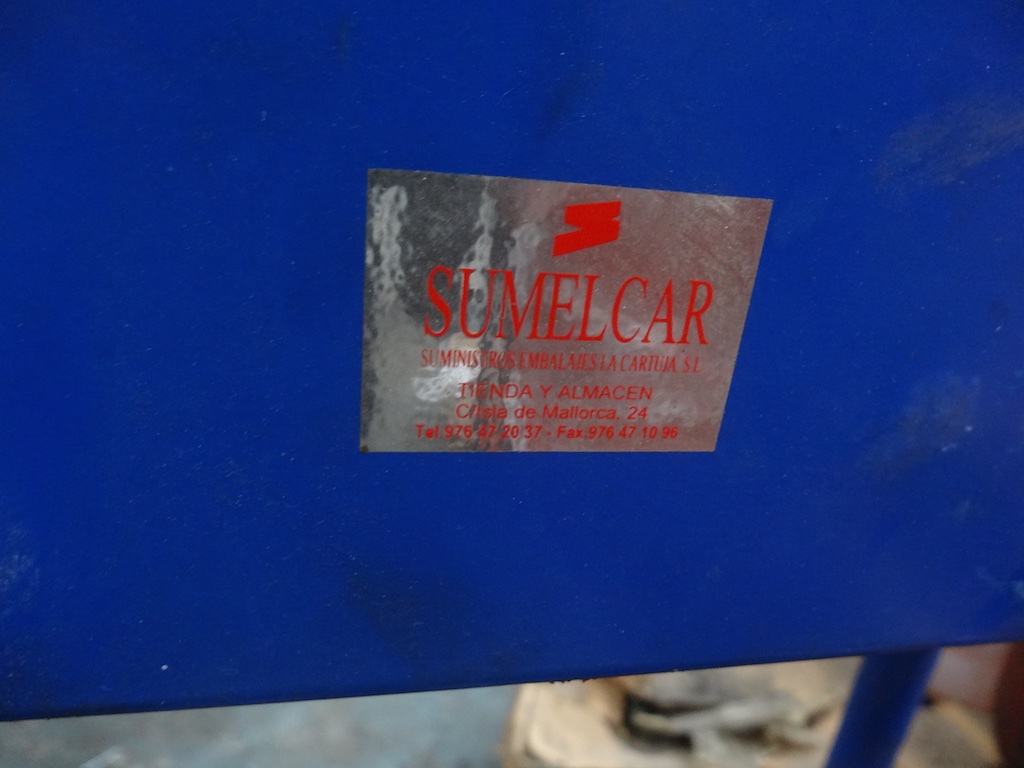 SUMELCAR
SUMINISTROS EMBALAJES LA CARTUJA, S.L.
TIENDA Y ALMACEN
C/Isla de Mallorca, 24
Tel 976 47 20 37 - Fax 976 47 10 96